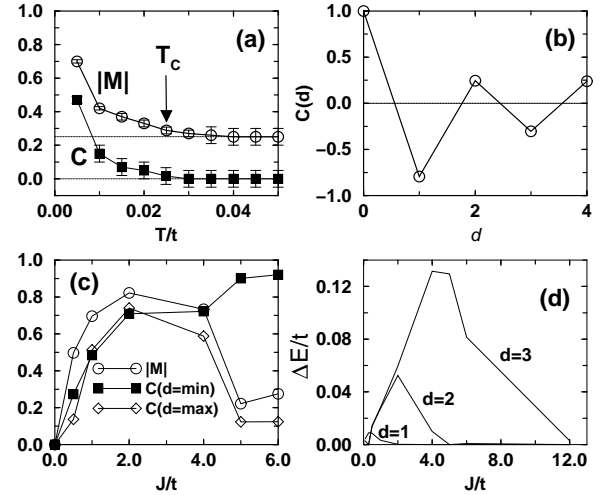 1.0
0.8
0.6
0.4
0.2
0.0
(a)
|M|
T_C
C
0.00 0.02 0.04
T/t
1.0
0.5
0.0
−0.5
−1.0
C(d)
(b)
0 1 2 3 4
d
1.0
0.8
0.6
0.4
0.2
0.0
(c)
|M|
C(d=min)
C(d=max)
0.0 2.0 4.0 6.0
J/t
0.12
0.08
0.04
0.00
ΔE/t
(d)
d=3
d=2
d=1
0.0 4.0 8.0 12.0
J/t